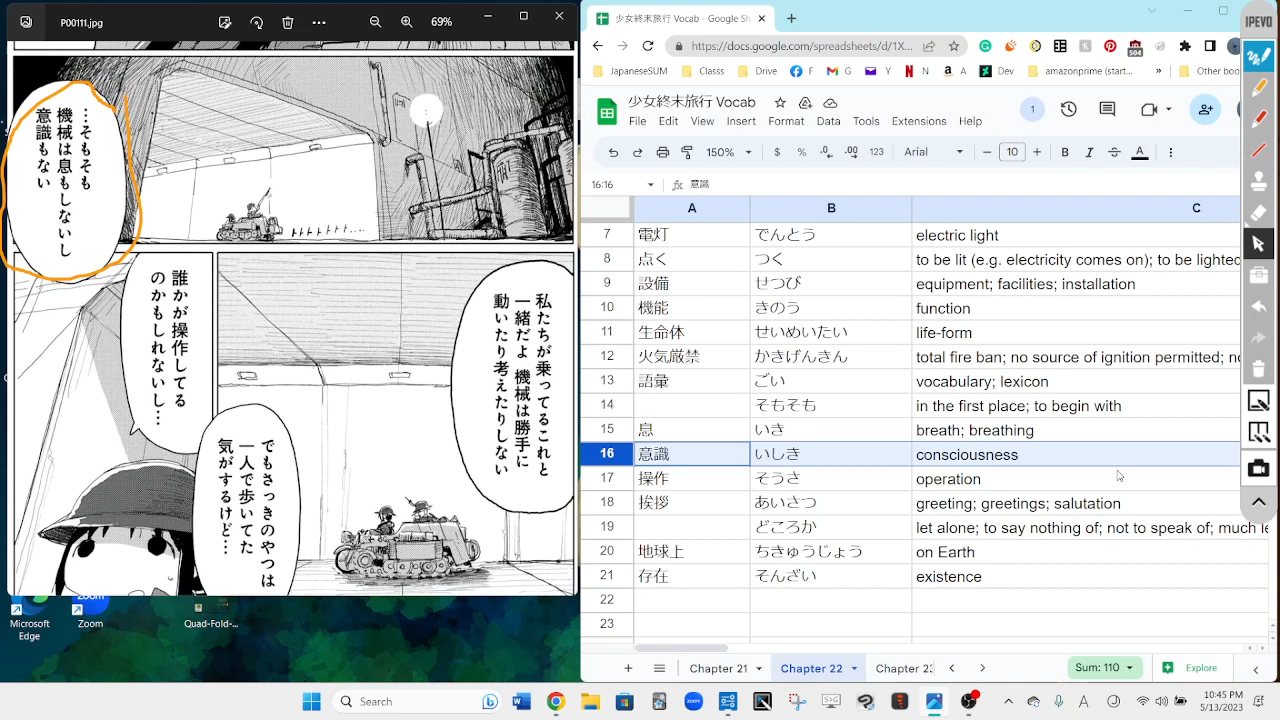 P00111.jpg
69%
…そもそも
機械は息もしないし
意識もない
私たちが乗ってるこれと
一緒だよ 機械は勝手に
動いたり考えたりしない
でもさっきのやつは
一人で歩いてた
気がするけど…
誰かが操作してる
のかもしれないし…
Microsoft
Edge
Zoom
Quad-Fold-...
少女終末旅行 Vocab - Google Sh
https://docs.google.com/spreadsheets/d/1X...
504
JapaneseSUM
Class
Drive
F
G
Y
N
A
Dev
amazonprime (start...
Other boo
少女終末旅行 Vocab
File Edit View Insert Format Data Tools Extensions Help
1
150%
$ % .0 .00 123 Arial 10 B I A
16:16
fx 意識
A B C
7 電灯 でんとう electric light
8 点く つく to be lit (e.g. electricity comes on); to be lighted
9 設備 せつび equipment; facilities; installation
10 機能 きのう function
11 生命体 せいめいたい life-form
12 火気厳禁 かきげんきん total fire ban; no source of ignition permitted; no
13 語彙 ごい vocabulary; lexicon
14 そもそも in the first place; to begin with
15 息 いき breath; breathing
16 意識 いしき consciousness
17 操作 そうさ operation
18 挨拶 あいさつ greeting; greetings; salutation
19 どころか let alone; to say nothing of; not to speak of; much le
20 地球上 ちきゅうじょう on Earth
21 存在 そんざい existence
22
23
Chapter 21
Chapter 22
Chapter 23
Sum: 110
Explore
IPEVO
Search
zoom
10:45 PM
5/13/2023